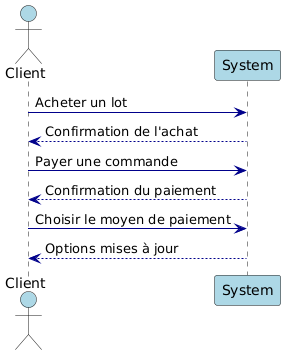 Client
System
Acheter un lot
Confirmation de l'achat
Payer une commande
Confirmation du paiement
Choisir le moyen de paiement
Options mises à jour
Client
System